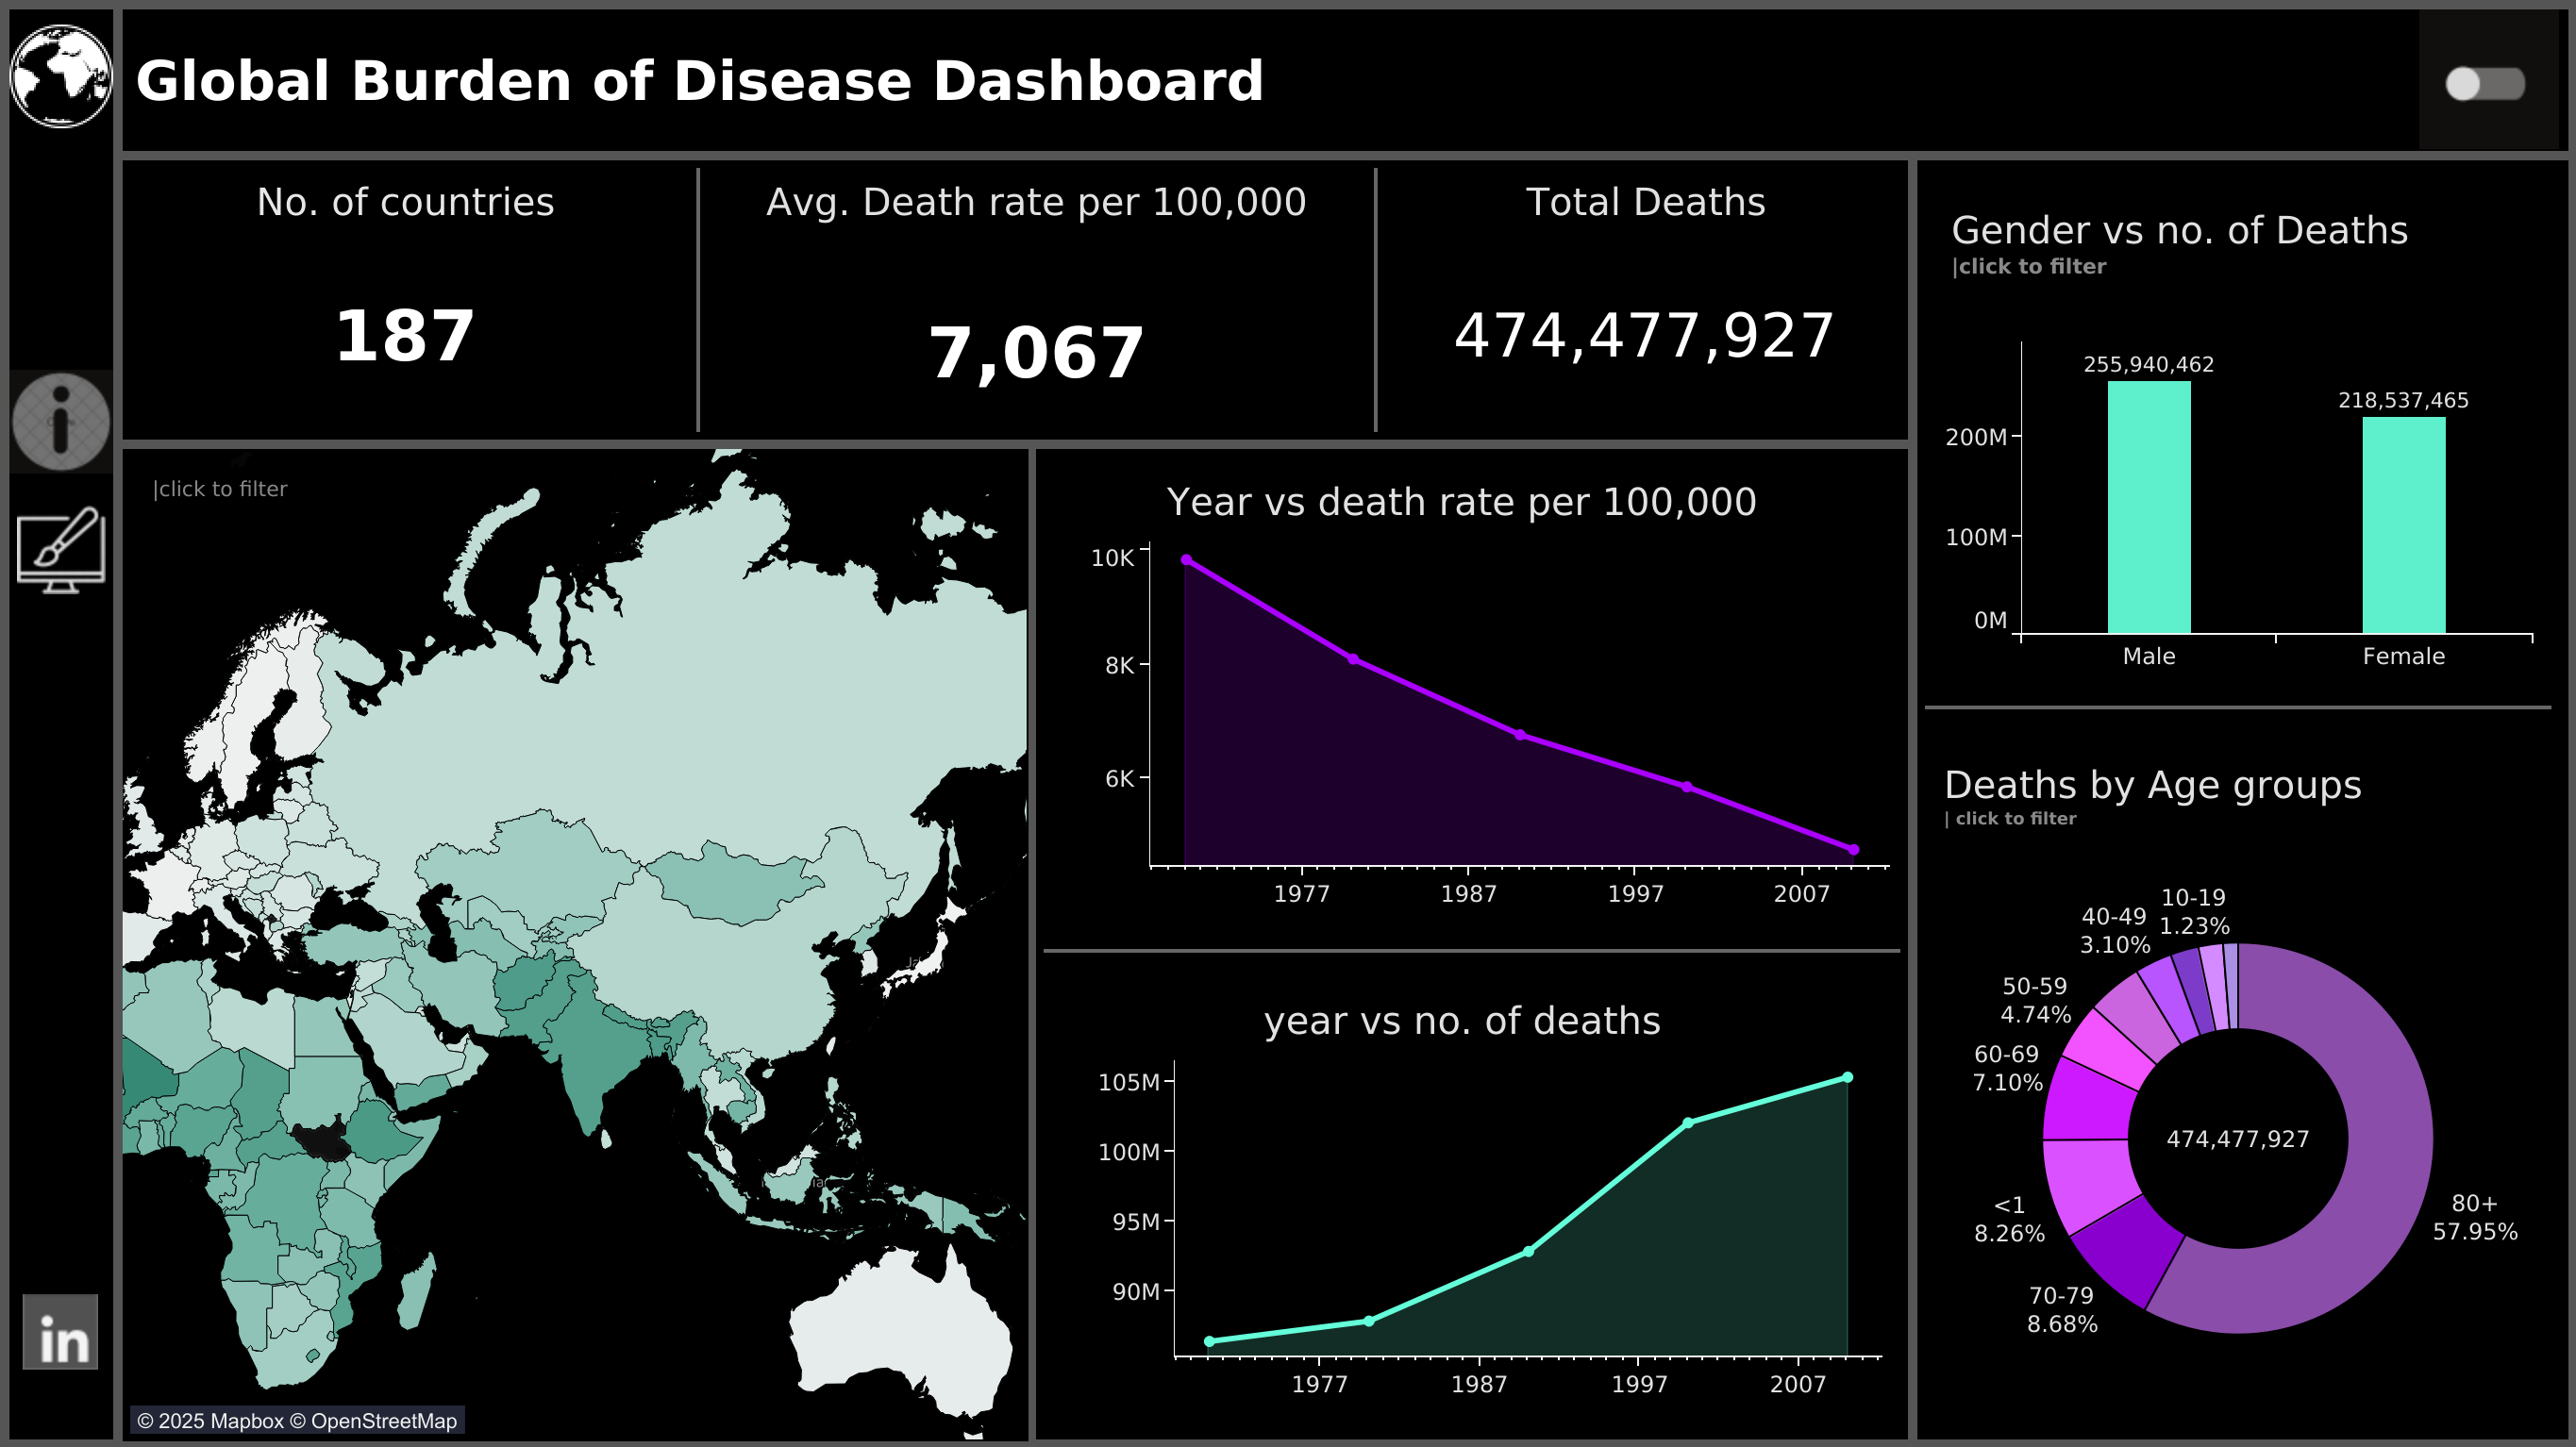 Global Burden of Disease Dashboard
No. of countries
187
Avg. Death rate per 100,000
7,067
Total Deaths
474,477,927
|click to filter
© 2025 Mapbox © OpenStreetMap
Year vs death rate per 100,000
10K
8K
6K
1977 1987 1997 2007
year vs no. of deaths
105M
100M
95M
90M
1977 1987 1997 2007
Gender vs no. of Deaths
|click to filter
255,940,462
218,537,465
200M
100M
0M
Male Female
Deaths by Age groups
| click to filter
10-19
1.23%
40-49
3.10%
50-59
4.74%
60-69
7.10%
<1
8.26%
70-79
8.68%
80+
57.95%
474,477,927
in